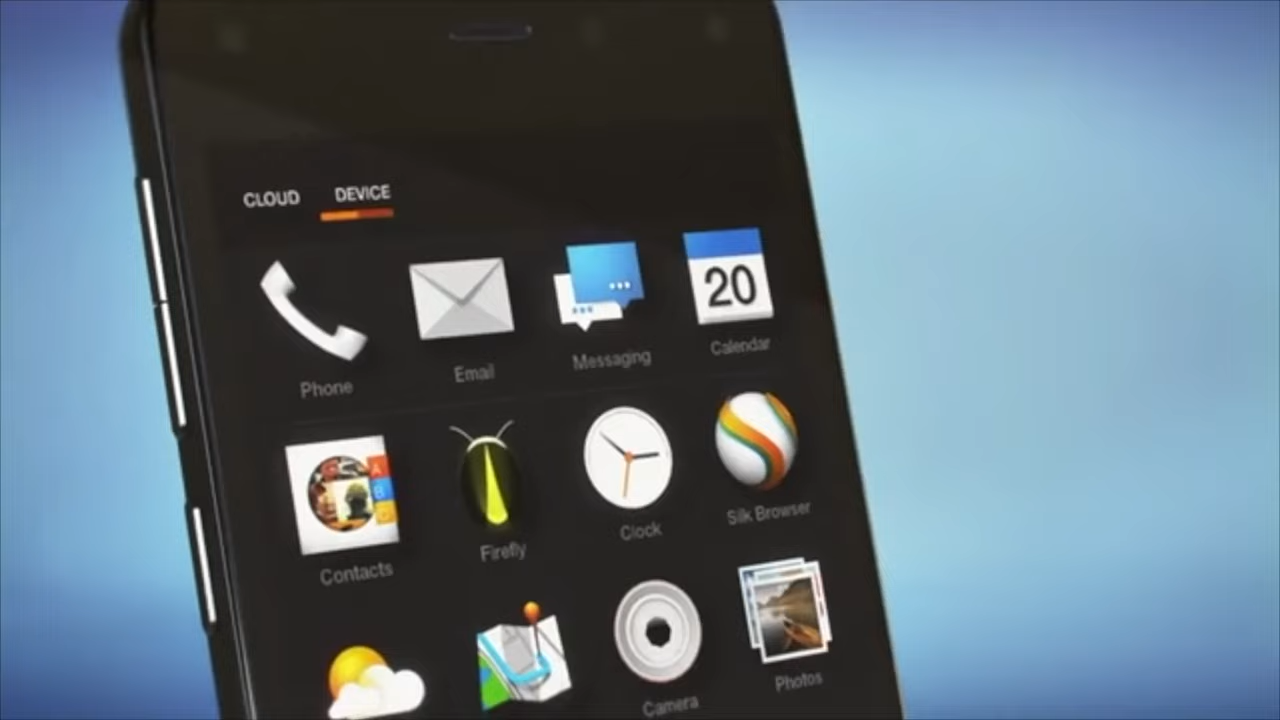 CLOUD DEVICE
20
Phone Email Messaging Calendar
A
B
Contacts Firefly Clock Silk Browser
Camera Photos